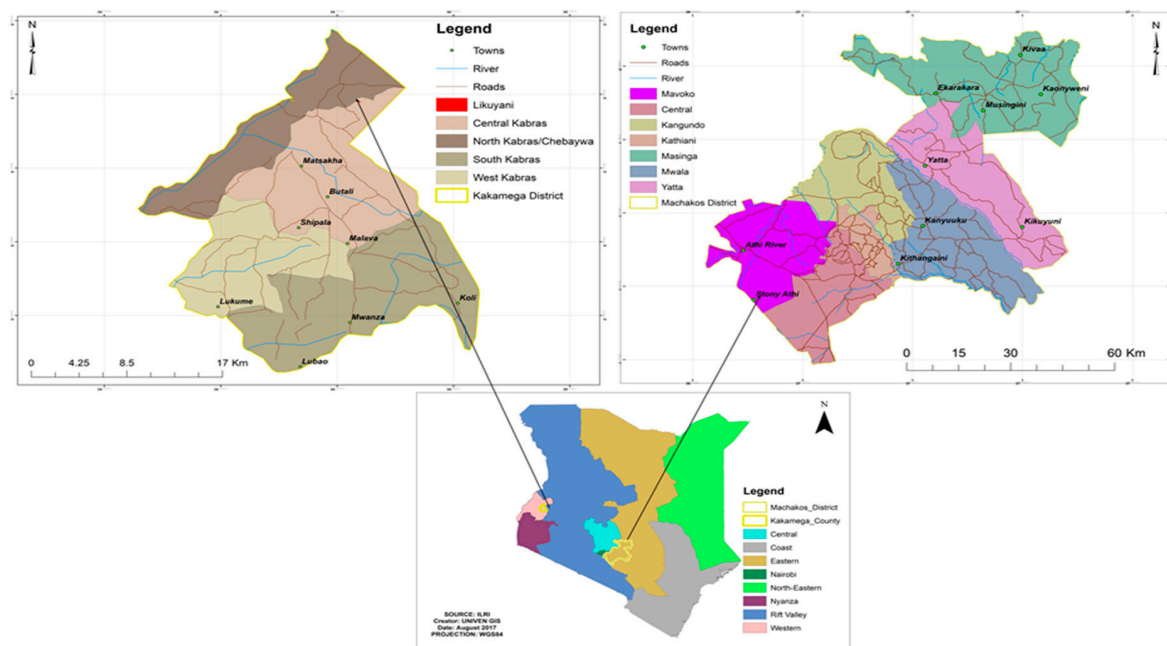 N
Legend
Towns
River
Roads
Likuyani
Central Kabras
North Kabras/Chebaywa
South Kabras
West Kabras
Kakamega District
Matsakha
Butali
Shipala
Malava
Lukume
Koli
Mwanza
Lubao
0 4.25 8.5 17 Km
Legend
Towns
Roads
River
Mavoko
Central
Kangundo
Kathiani
Masinga
Mwala
Yatta
Machakos District
N
Kivaa
Ekarakara
Kaonyweni
Musingini
Yatta
Kanyuuku
Kikuyuni
Athi River
Kithangaini
Stony Athi
0 15 30 60 Km
N
Legend
Machakos_District
Kakamega_County
Central
Coast
Eastern
Nairobi
North-Eastern
Nyanza
Rift Valley
Western
SOURCE: ILRI
Creator: UNIVEN GIS
Date: August 2017
PROJECTION: WGS84